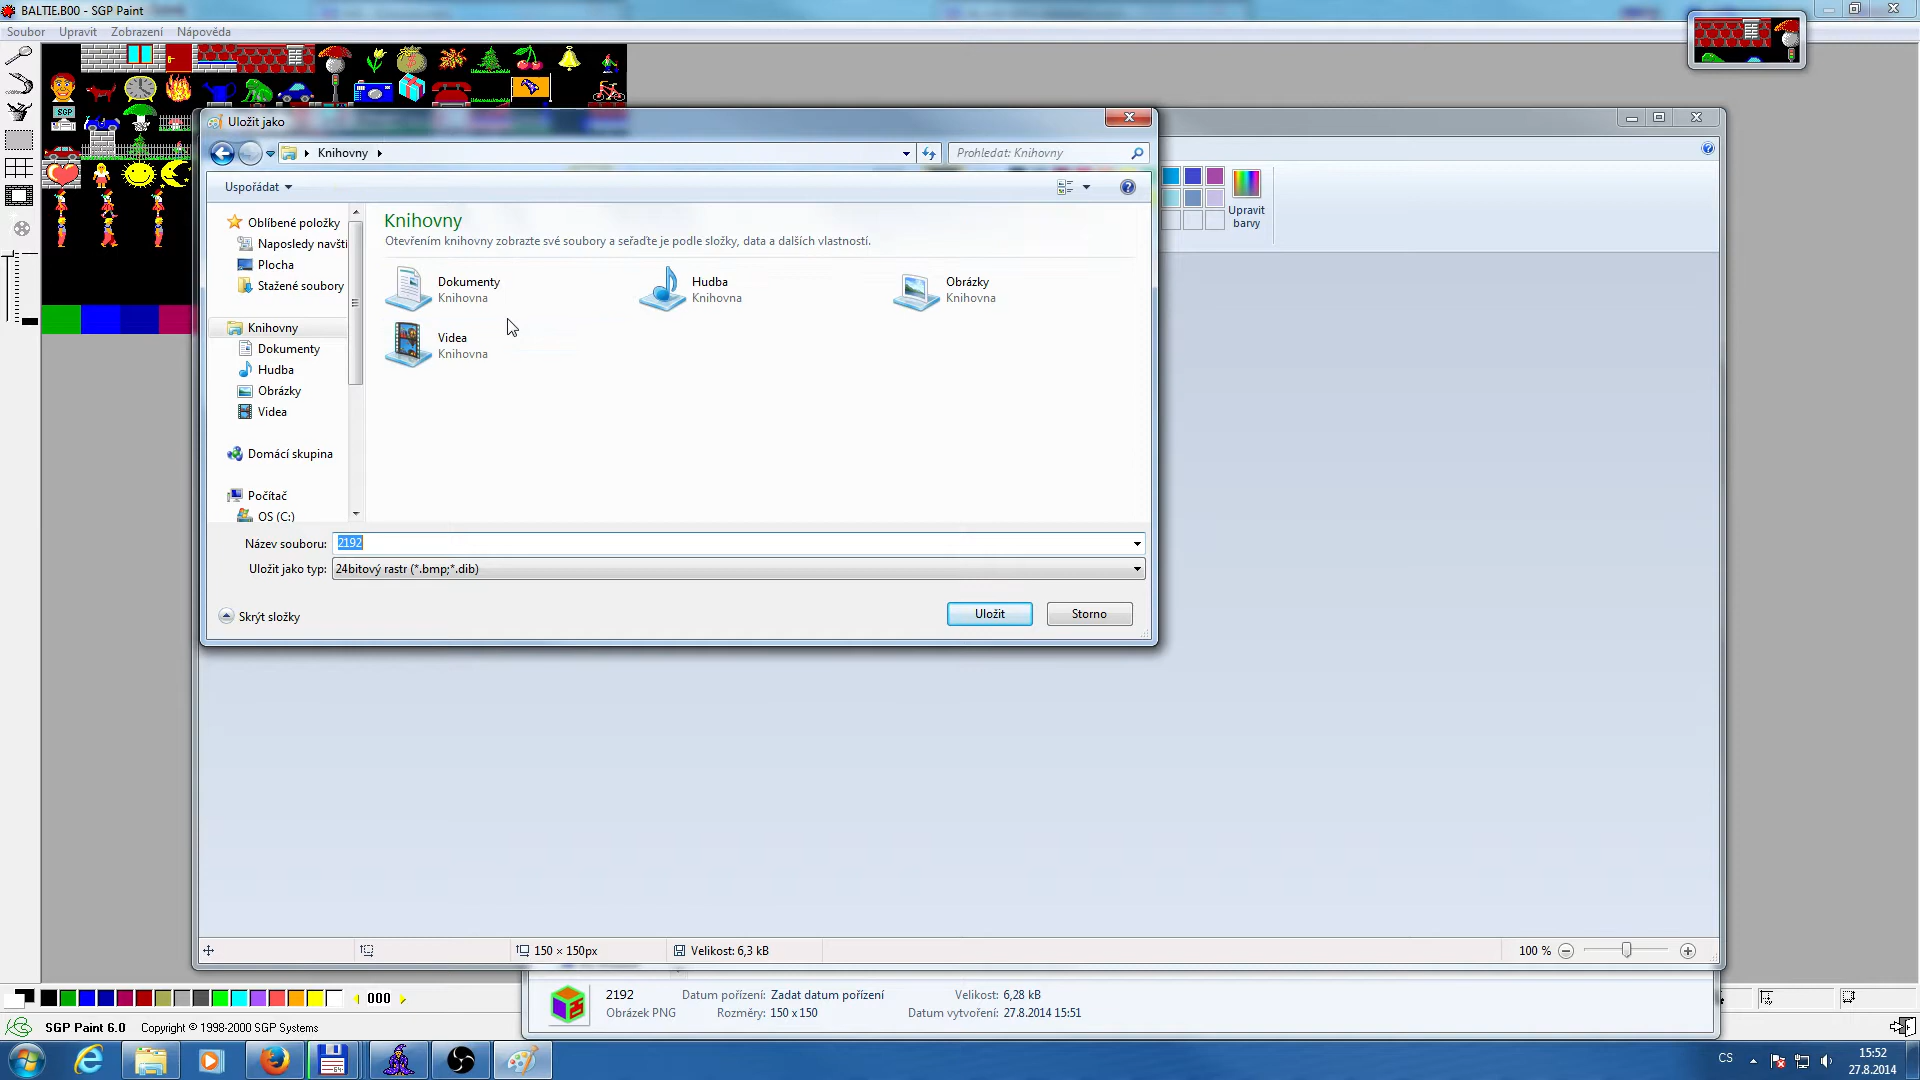 BALTIE.B00 - SGP Paint
Soubor Upravit Zobrazení Nápověda
SGP
Uložit jako
Knihovny
Prohledat: Knihovny
Uspořádat
Oblíbené položky
Naposledy navští
Plocha
Stažené soubory
Knihovny
Dokumenty
Hudba
Obrázky
Videa
Domácí skupina
Počítač
OS (C:)
Knihovny
Otevřením knihovny zobrazte své soubory a seřaďte je podle složky, data a dalších vlastností.
Dokumenty
Knihovna
Hudba
Knihovna
Obrázky
Knihovna
Videa
Knihovna
Název souboru: 2192
Uložit jako typ: 24bitový rastr (*.bmp;*.dib)
Skrýt složky
Uložit
Storno
Upravit
barvy
150 × 150px
Velikost: 6,3 kB
100 %
2192
Obrázek PNG
Datum pořízení: Zadat datum pořízení
Rozměry: 150 x 150
Velikost: 6,28 kB
Datum vytvoření: 27.8.2014 15:51
000
SGP Paint 6.0 Copyright © 1998-2000 SGP Systems
64
CS
15:52
27.8.2014